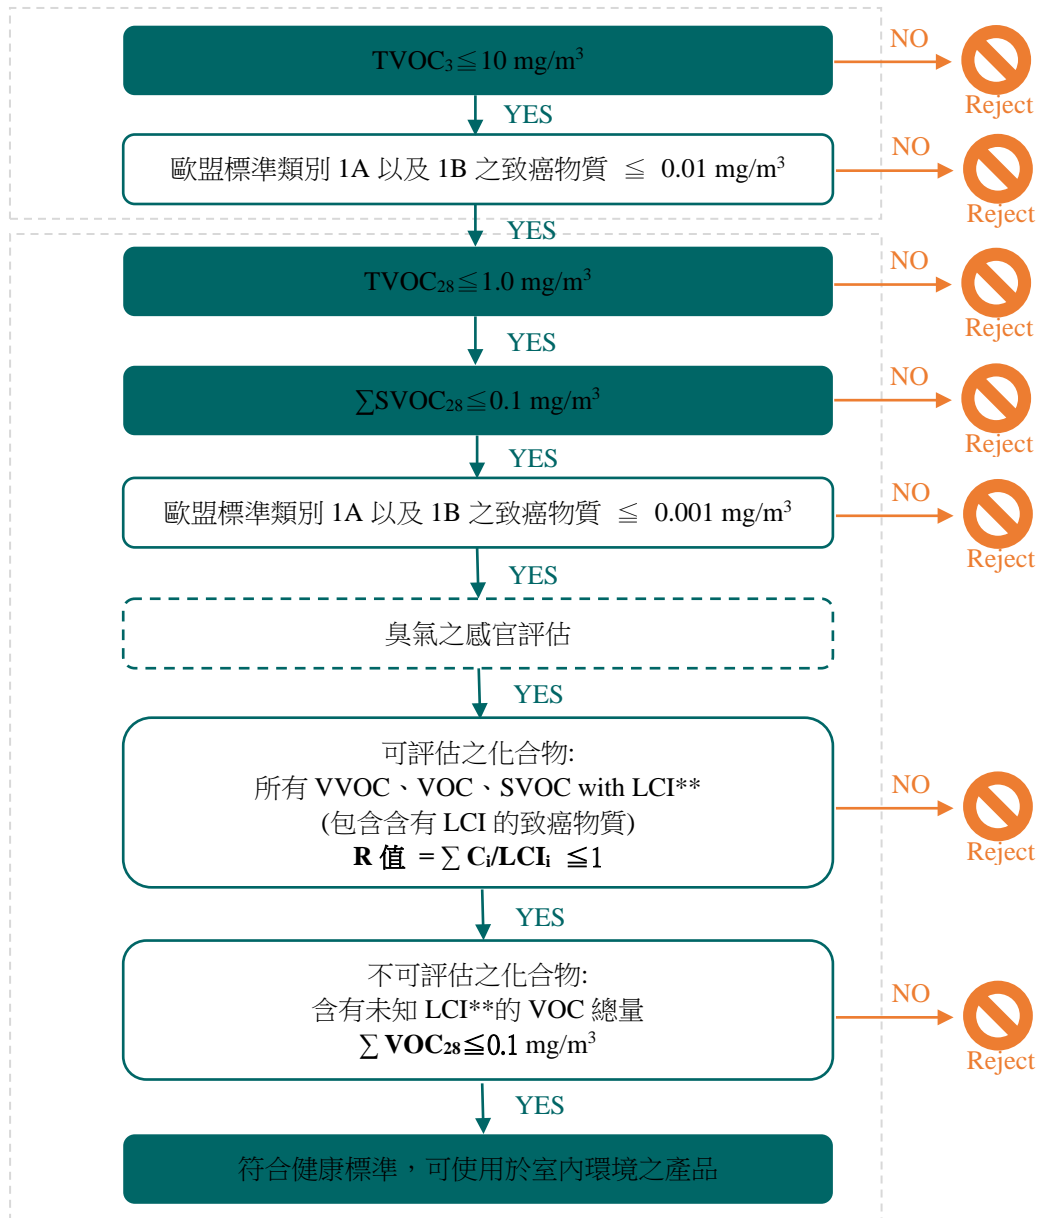 TVOC₃≦10 mg/m³
NO
Reject
YES
歐盟標準類別 1A 以及 1B 之致癌物質 ≦ 0.01 mg/m³
NO
Reject
YES
TVOC₂₈≦1.0 mg/m³
NO
Reject
YES
∑SVOC₂₈≦0.1 mg/m³
NO
Reject
YES
歐盟標準類別 1A 以及 1B 之致癌物質 ≦ 0.001 mg/m³
NO
Reject
YES
臭氣之感官評估
YES
可評估之化合物:
所有 VVOC、VOC、SVOC with LCI**
(包含含有 LCI 的致癌物質)
R 值 = ∑ Cᵢ/LCIᵢ ≦1
NO
Reject
YES
不可評估之化合物:
含有未知 LCI**的 VOC 總量
∑ VOC₂₈≦0.1 mg/m³
NO
Reject
YES
符合健康標準，可使用於室內環境之產品